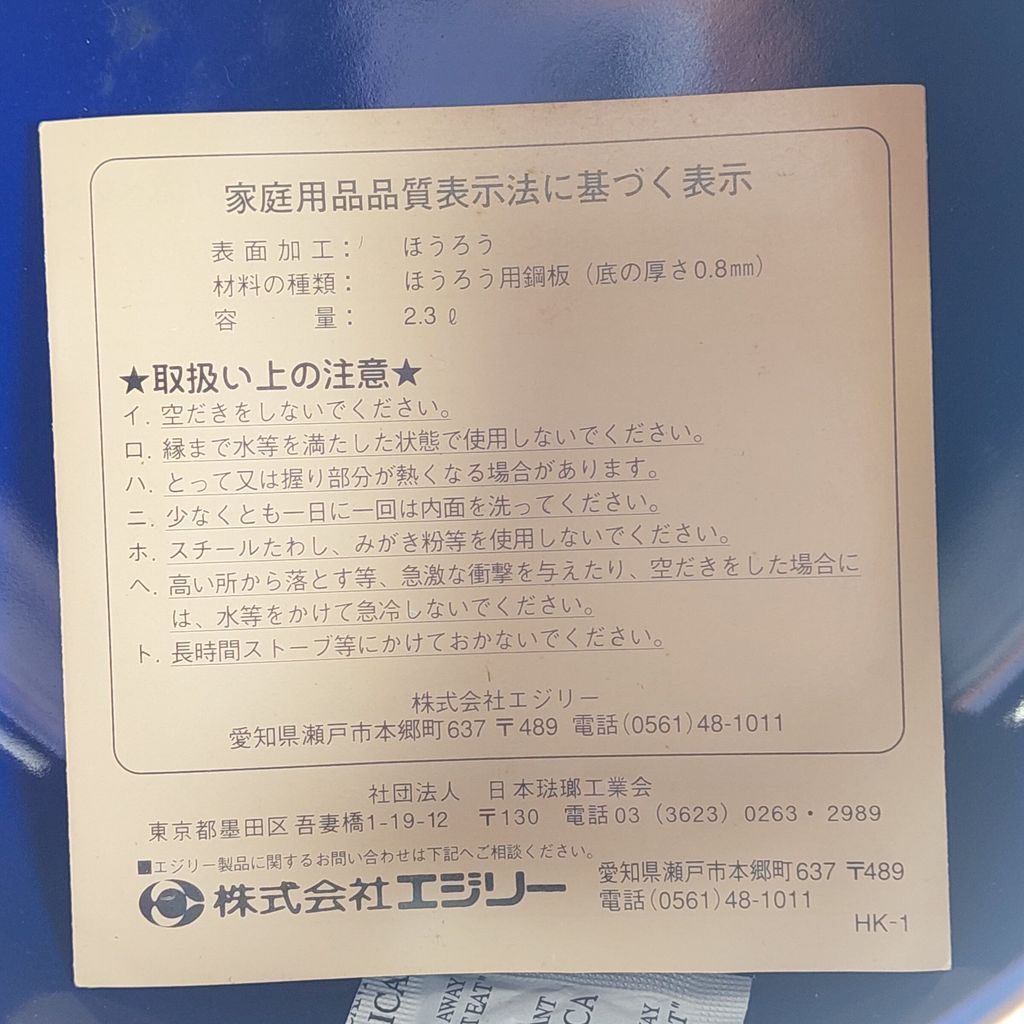 家庭用品品質表示法に基づく表示
表面加工： ほうろう
材料の種類： ほうろう用鋼板（底の厚さ0.8㎜）
容量： 2.3ℓ
★取扱い上の注意★
イ. 空だきをしないでください。
ロ. 縁まで水等を満たした状態で使用しないでください。
ハ. とって又は握り部分が熱くなる場合があります。
ニ. 少なくとも一日に一回は内面を洗ってください。
ホ. スチールたわし、みがき粉等を使用しないでください。
ヘ. 高い所から落とす等、急激な衝撃を与えたり、空だきをした場合に
は、水等をかけて急冷しないでください。
ト. 長時間ストーブ等にかけておかないでください。
株式会社エジリー
愛知県瀬戸市本郷町637 〒489 電話(0561)48-1011
社団法人 日本琺瑯工業会
東京都墨田区吾妻橋1-19-12 〒130 電話03（3623）0263・2989
■エジリー製品に関するお問い合わせは下記へご相談ください。
株式会社エジリー
愛知県瀬戸市本郷町637 〒489
電話(0561)48-1011
HK-1
AWAY
EAT"